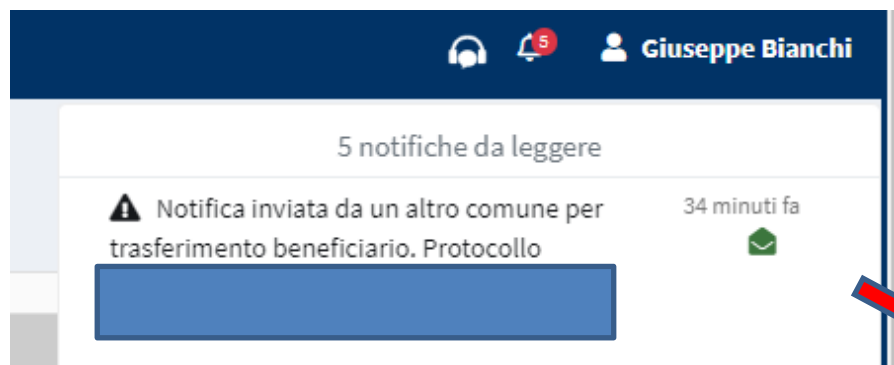 5
Giuseppe Bianchi
5 notifiche da leggere
Notifica inviata da un altro comune per
34 minuti fa
trasferimento beneficiario. Protocollo